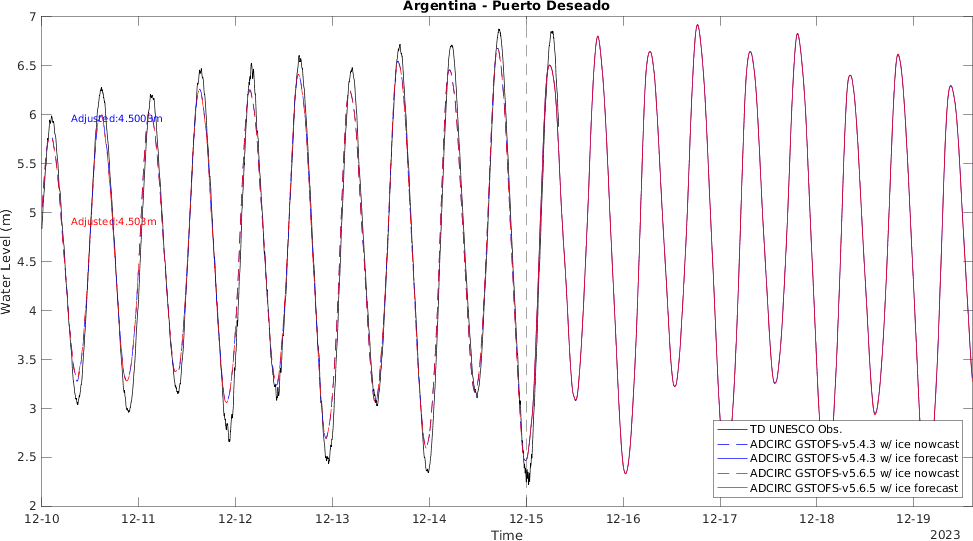 Argentina - Puerto Deseado
Water Level (m)
7
6.5
6
5.5
5
4.5
4
3.5
3
2.5
2
Adjusted:4.5003m
Adjusted:4.503m
TD UNESCO Obs.
ADCIRC GSTOFS-v5.4.3 w/ ice nowcast
ADCIRC GSTOFS-v5.4.3 w/ ice forecast
ADCIRC GSTOFS-v5.6.5 w/ ice nowcast
ADCIRC GSTOFS-v5.6.5 w/ ice forecast
12-10 12-11 12-12 12-13 12-14 12-15 12-16 12-17 12-18 12-19
Time
2023